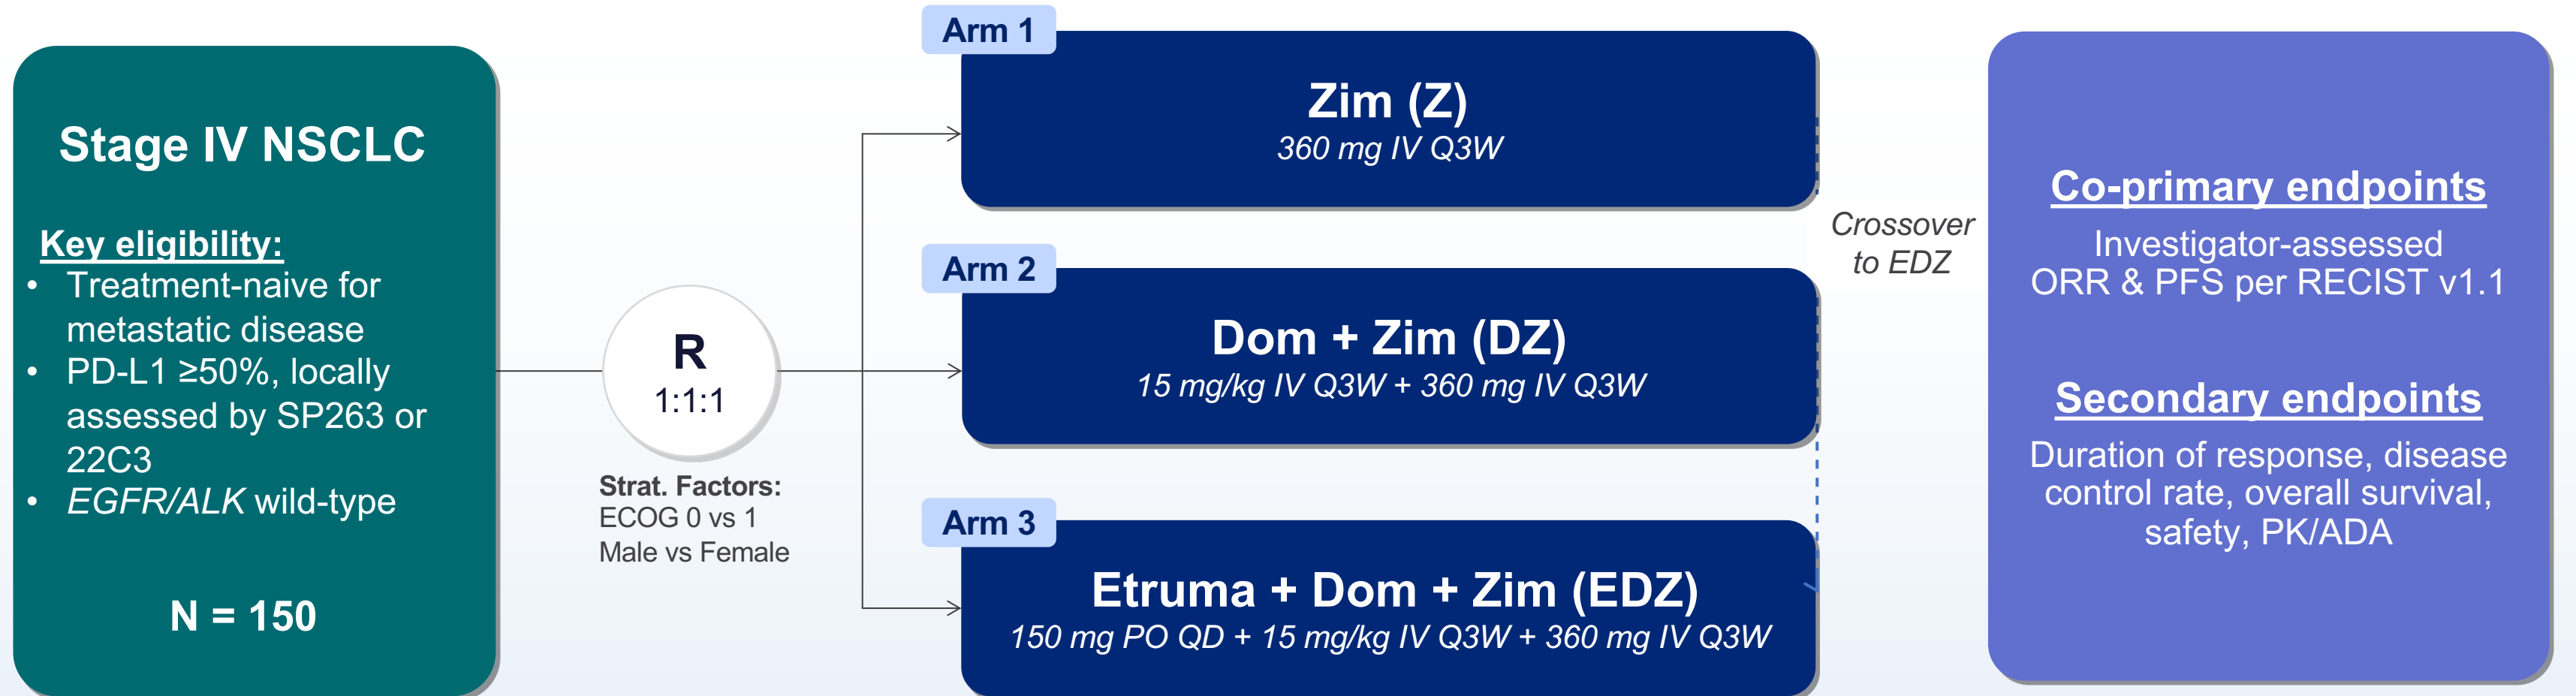 Stage IV NSCLC
Key eligibility:
• Treatment-naive for
metastatic disease
• PD-L1 ≥50%, locally
assessed by SP263 or
22C3
• EGFR/ALK wild-type
N = 150
R
1:1:1
Strat. Factors:
ECOG 0 vs 1
Male vs Female
Arm 1
Zim (Z)
360 mg IV Q3W
Arm 2
Dom + Zim (DZ)
15 mg/kg IV Q3W + 360 mg IV Q3W
Arm 3
Etruma + Dom + Zim (EDZ)
150 mg PO QD + 15 mg/kg IV Q3W + 360 mg IV Q3W
Crossover
to EDZ
Co-primary endpoints
Investigator-assessed
ORR & PFS per RECIST v1.1
Secondary endpoints
Duration of response, disease
control rate, overall survival,
safety, PK/ADA